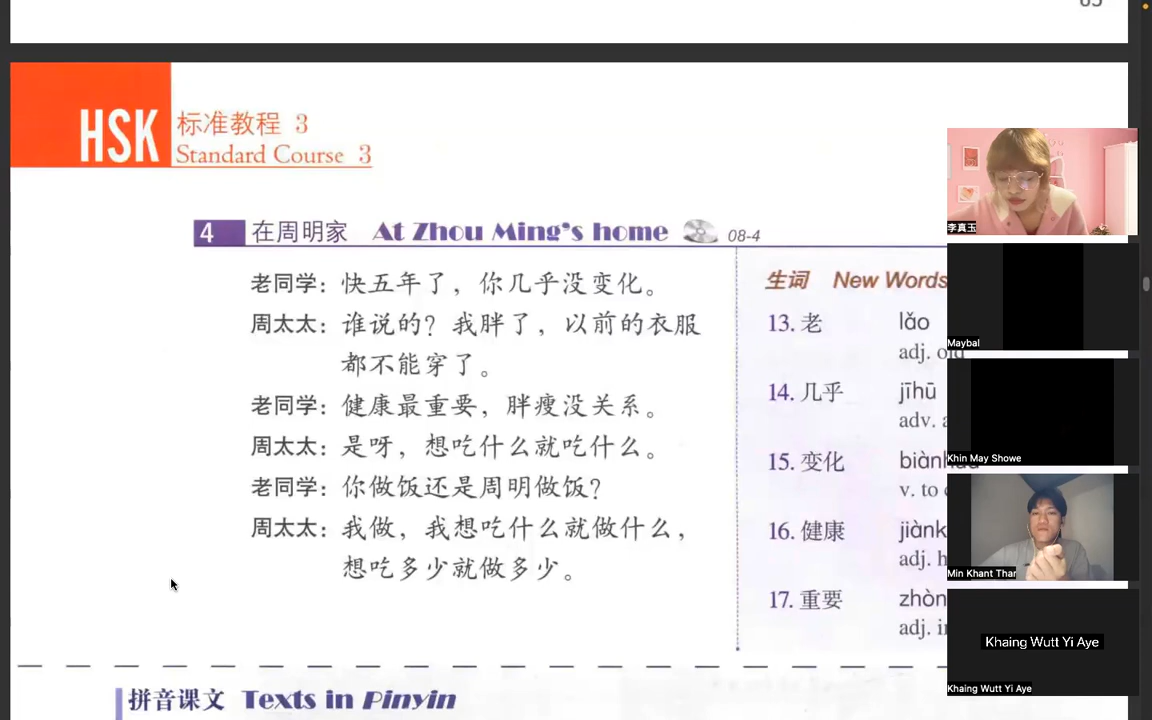 HSK 标准教程 3
Standard Course 3
4 在周明家 At Zhou Ming's home 08-4
老同学：快五年了，你几乎没变化。
周太太：谁说的？我胖了，以前的衣服
都不能穿了。
老同学：健康最重要，胖瘦没关系。
周太太：是呀，想吃什么就吃什么。
老同学：你做饭还是周明做饭？
周太太：我做，我想吃什么就做什么，
想吃多少就做多少。
生词 New Words
13. 老 lǎo
adj. old
14. 几乎 jīhū
adv.
15. 变化
v. to
16. 健康
adj.
17. 重要
adj.
拼音课文 Texts in Pinyin
李真玉
Maybal
Khin May Showe
Min Khant Thar
Khaing Wutt Yi Aye
Khaing Wutt Yi Aye